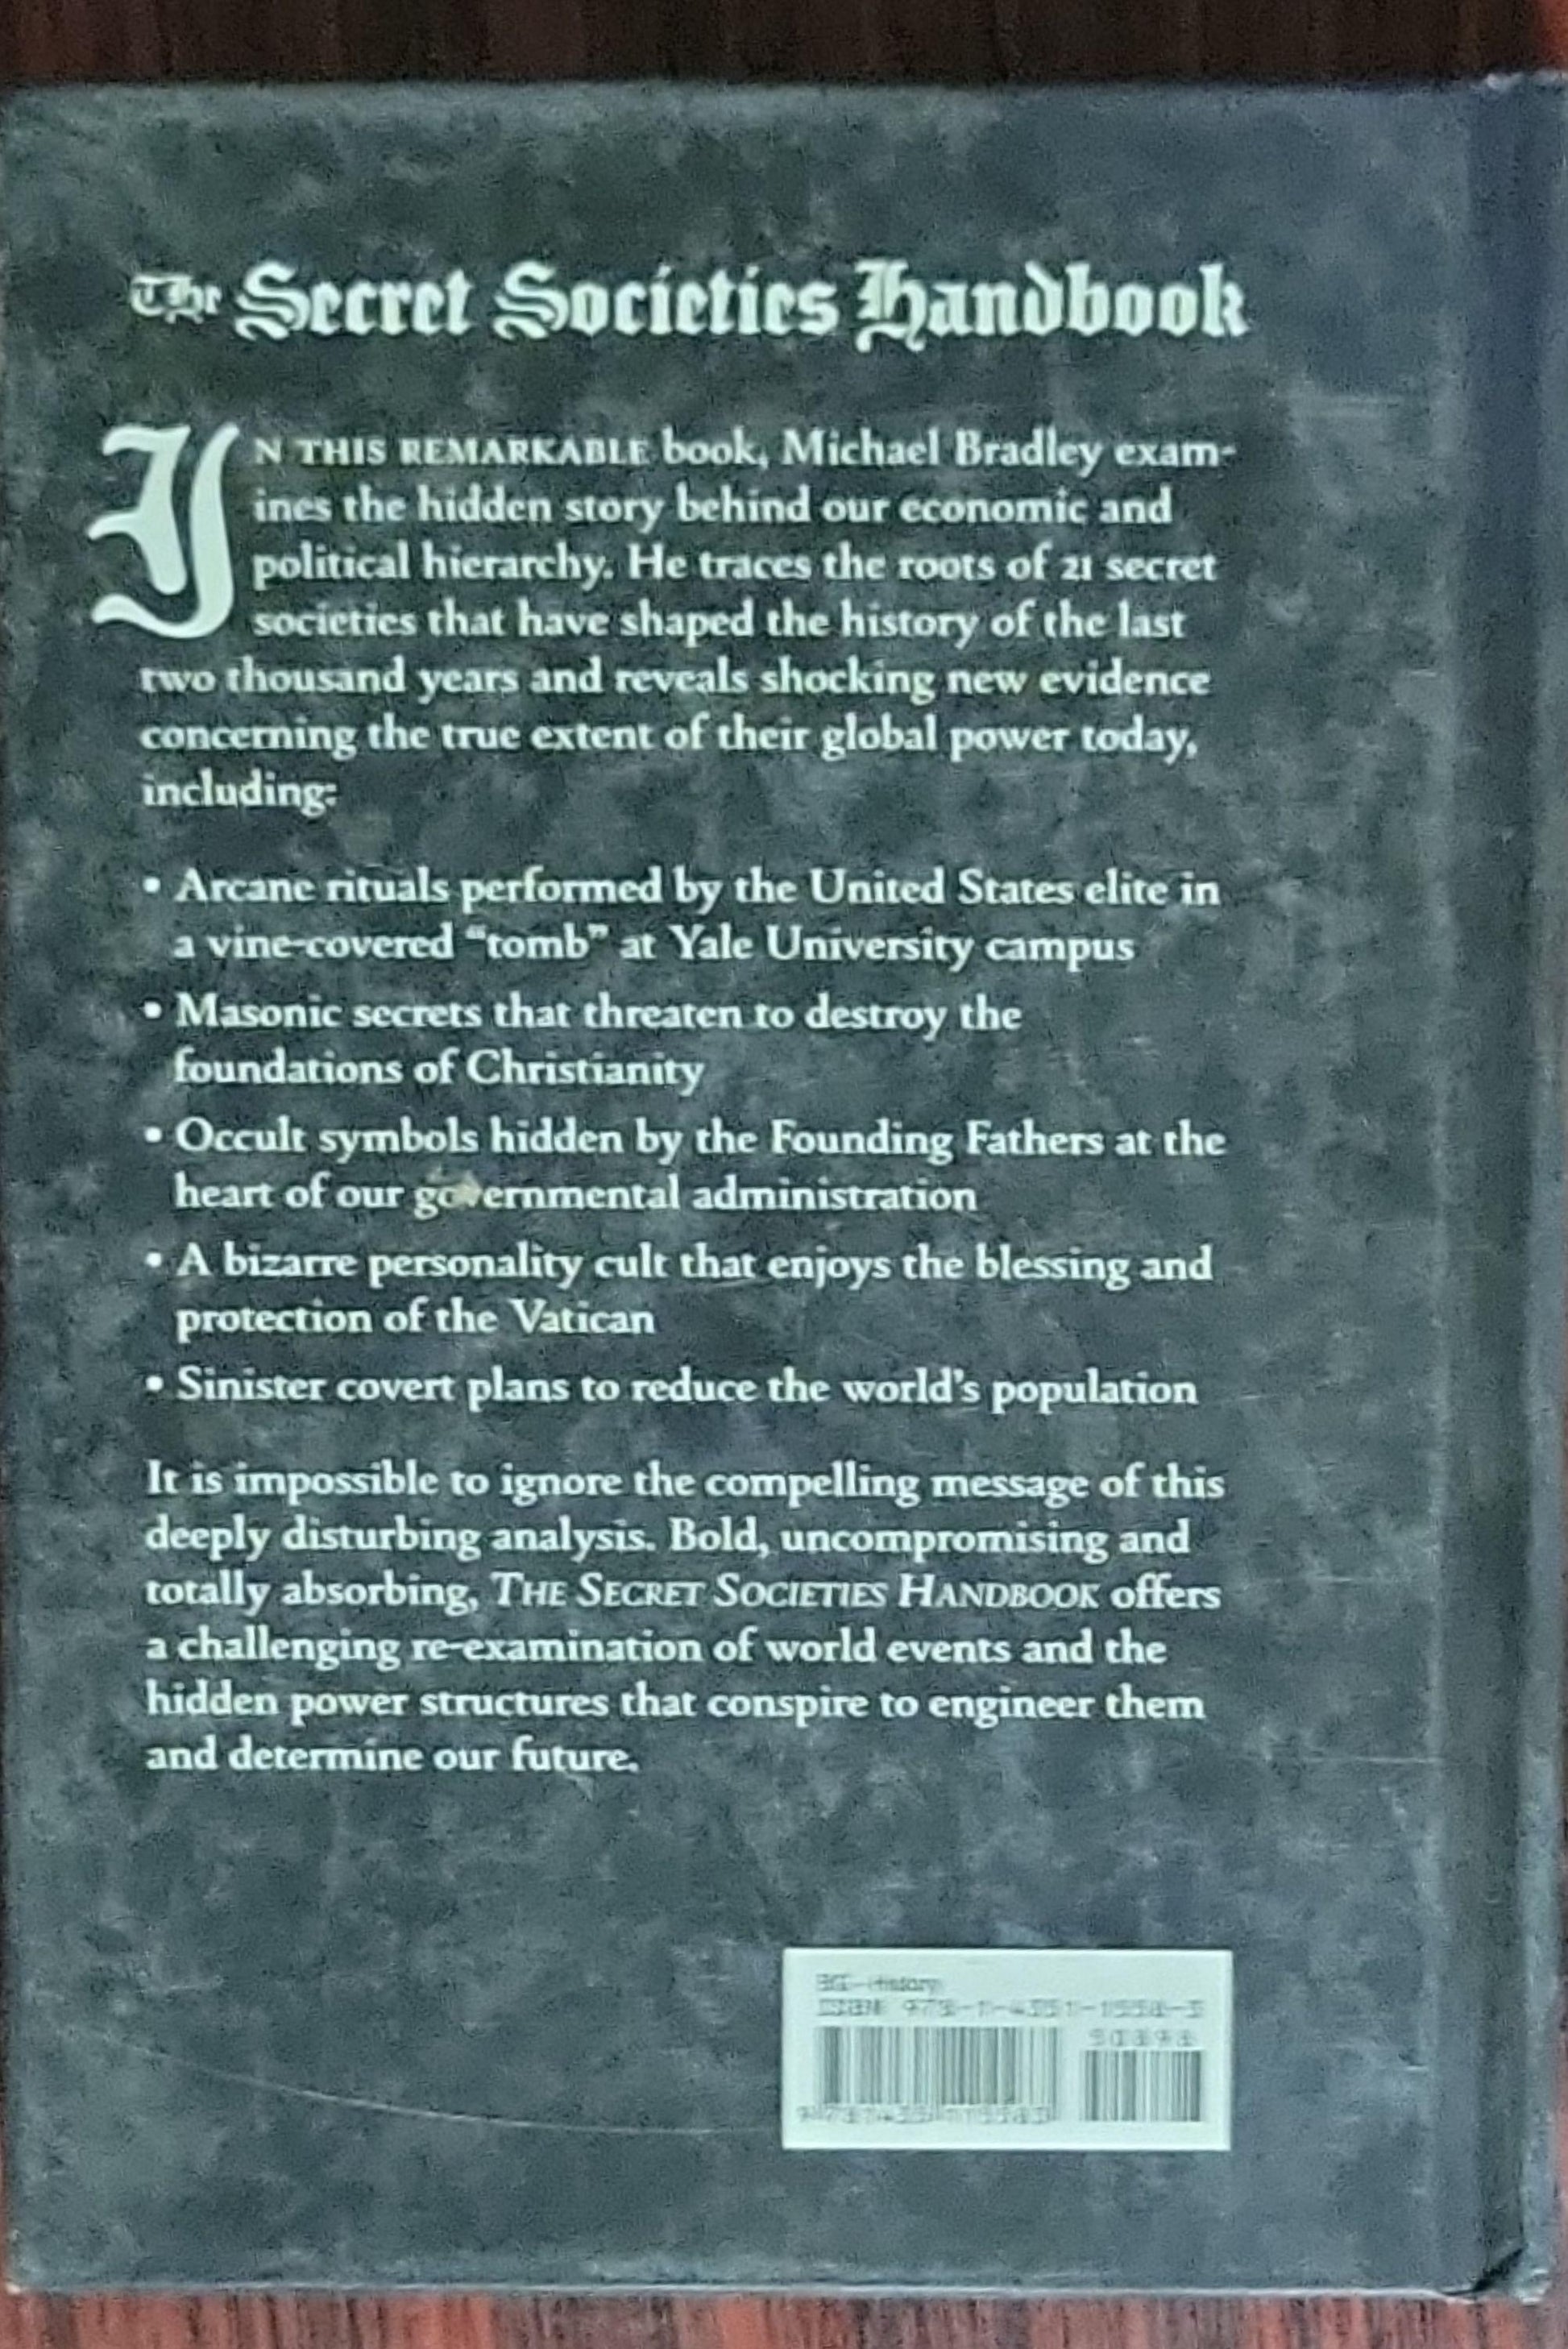 The Secret Societies Handbook
IN THIS REMARKABLE book, Michael Bradley exam-
ines the hidden story behind our economic and
political hierarchy. He traces the roots of 21 secret
societies that have shaped the history of the last
two thousand years and reveals shocking new evidence
concerning the true extent of their global power today,
including:
• Arcane rituals performed by the United States elite in
a vine-covered “tomb” at Yale University campus
• Masonic secrets that threaten to destroy the
foundations of Christianity
• Occult symbols hidden by the Founding Fathers at the
heart of our governmental administration
• A bizarre personality cult that enjoys the blessing and
protection of the Vatican
• Sinister covert plans to reduce the world's population
It is impossible to ignore the compelling message of this
deeply disturbing analysis. Bold, uncompromising and
totally absorbing, THE SECRET SOCIETIES HANDBOOK offers
a challenging re-examination of world events and the
hidden power structures that conspire to engineer them
and determine our future.
ISBN